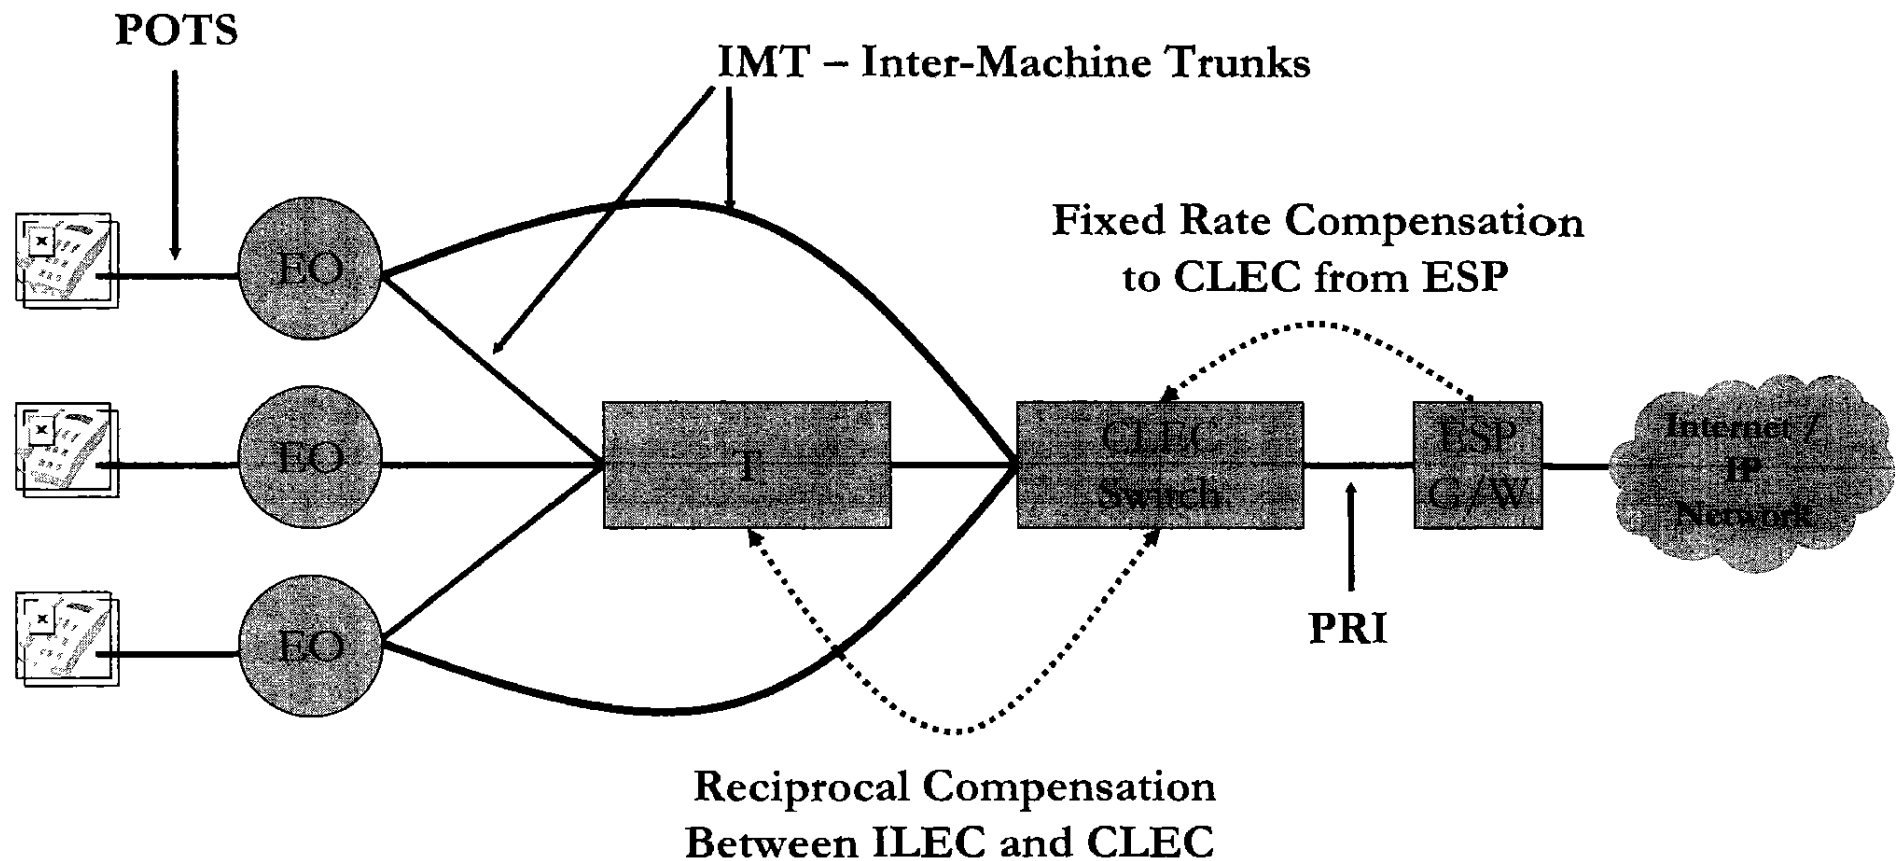 POTS
IMT – Inter-Machine Trunks
Fixed Rate Compensation
to CLEC from ESP
EO
EO
EO
T
CLEC
Switch
ESP
G/W
Internet /
IP
Network
PRI
Reciprocal Compensation
Between ILEC and CLEC